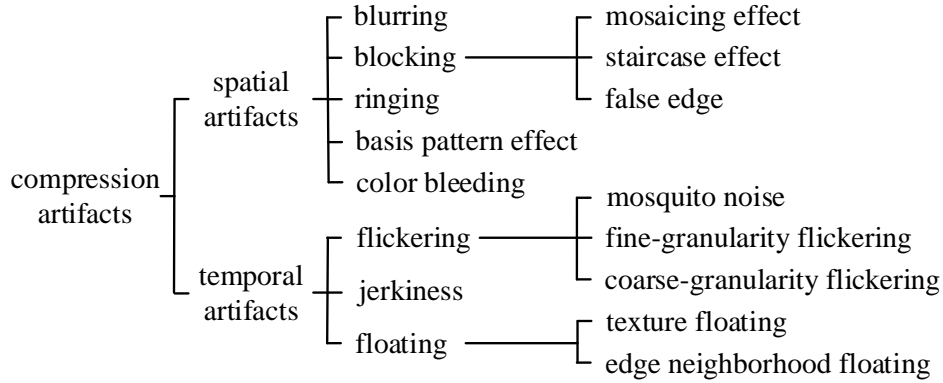 compression
artifacts
spatial
artifacts
blurring
blocking
mosaicing effect
staircase effect
false edge
ringing
basis pattern effect
color bleeding
temporal
artifacts
flickering
mosquito noise
fine-granularity flickering
coarse-granularity flickering
jerkiness
floating
texture floating
edge neighborhood floating